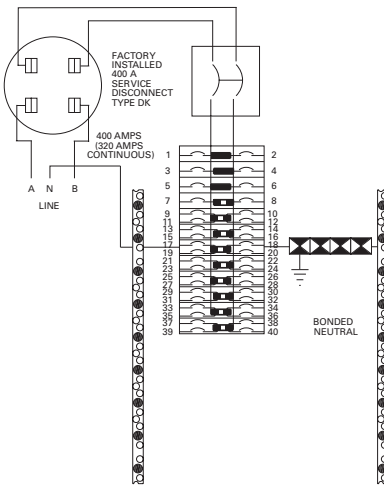 FACTORY
INSTALLED
400 A
SERVICE
DISCONNECT
TYPE DK
400 AMPS
(320 AMPS
CONTINUOUS)
A N B
LINE
1 2
3 4
5 6
7 8
9 10
11 12
13 14
15 16
17 18
19 20
21 22
23 24
25 26
27 28
29 30
31 32
33 34
35 36
37 38
39 40
BONDED
NEUTRAL